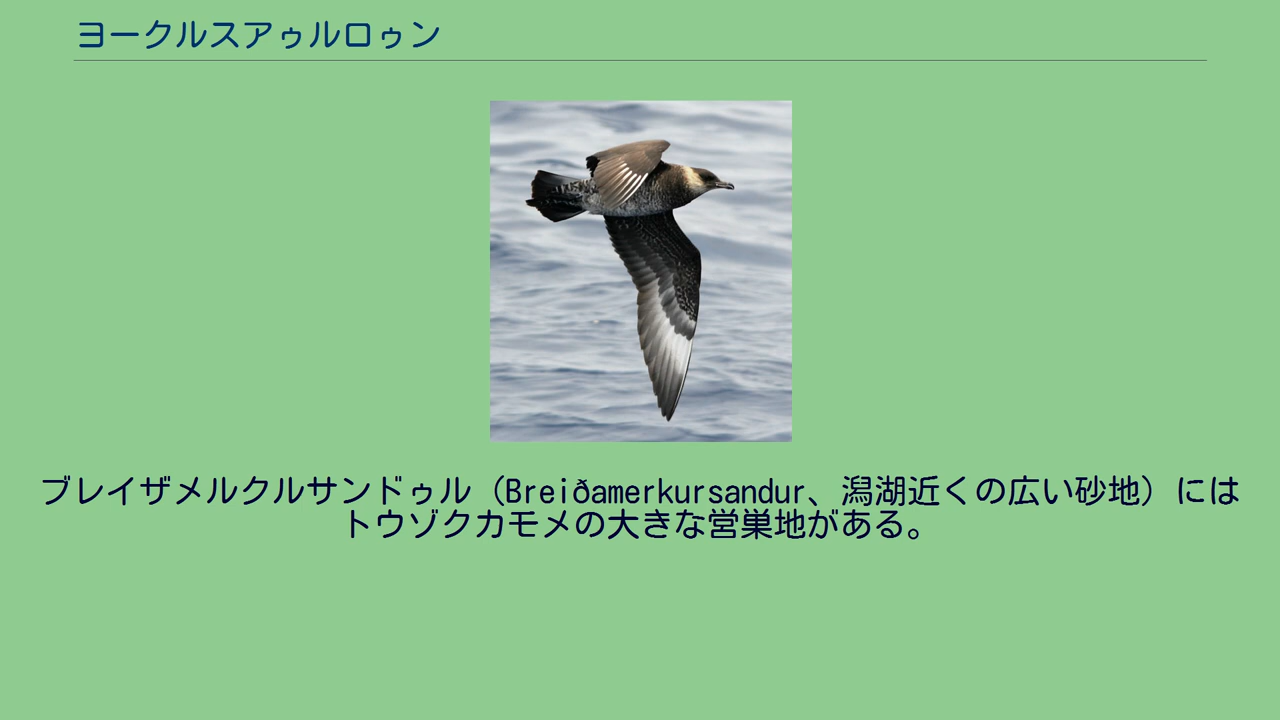 ヨークルスアゥルロゥン
ブレイザメルクルサンドゥル（Breiðamerkursandur、潟湖近くの広い砂地）には
トウゾクカモメの大きな営巣地がある。